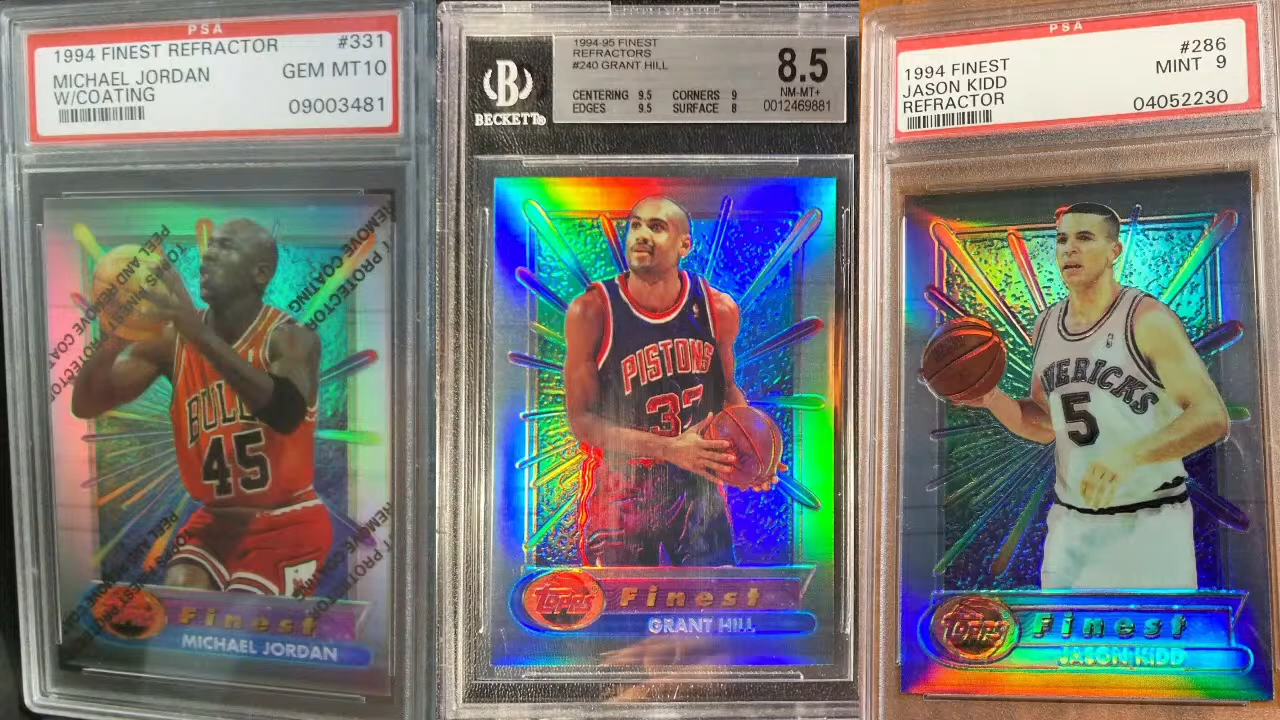 PSA
1994 FINEST REFRACTOR #331
MICHAEL JORDAN GEM MT10
W/COATING
09003481
PEEL AND REMOVE COATING
REMOVE COATING
PROTECTOR
BULL
45
Finest
MICHAEL JORDAN
B
BECKETT
1994-95 FINEST
REFRACTORS
#240 GRANT HILL
8.5
NM-MT+
CENTERING 9.5 CORNERS 9
EDGES 9.5 SURFACE 8
0012469881
PISTONS
33
Topps Finest
GRANT HILL
PSA
1994 FINEST #286
JASON KIDD MINT 9
REFRACTOR
04052230
VERICKS
5
Topps Finest
JASON KIDD